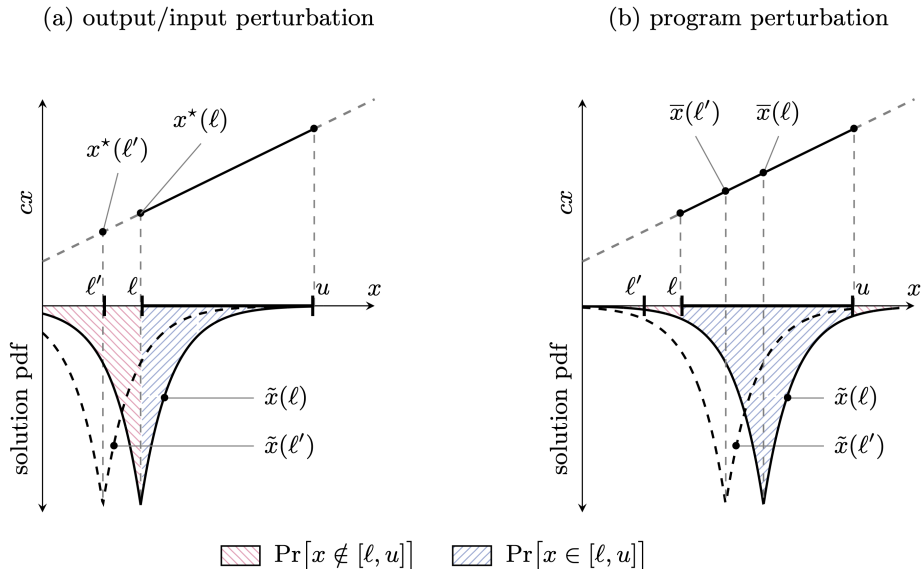 (a) output/input perturbation
x⋆(ℓ′)
x⋆(ℓ)
cx
ℓ′
ℓ
u
x
solution pdf
x̃(ℓ)
x̃(ℓ′)
(b) program perturbation
x̅(ℓ′)
x̅(ℓ)
cx
ℓ′
ℓ
u
x
solution pdf
x̃(ℓ)
x̃(ℓ′)
Pr[x ∉ [ℓ, u]] Pr[x ∈ [ℓ, u]]